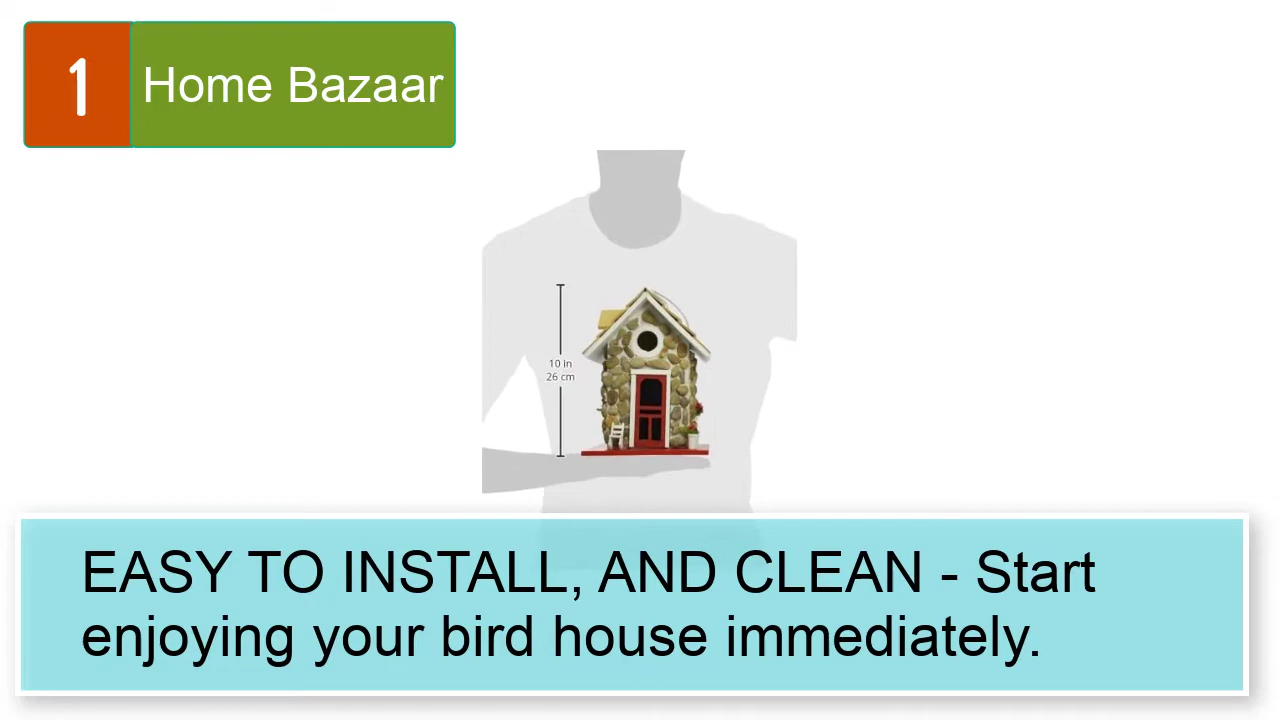 1
Home Bazaar
10 in
26 cm
EASY TO INSTALL, AND CLEAN - Start
enjoying your bird house immediately.